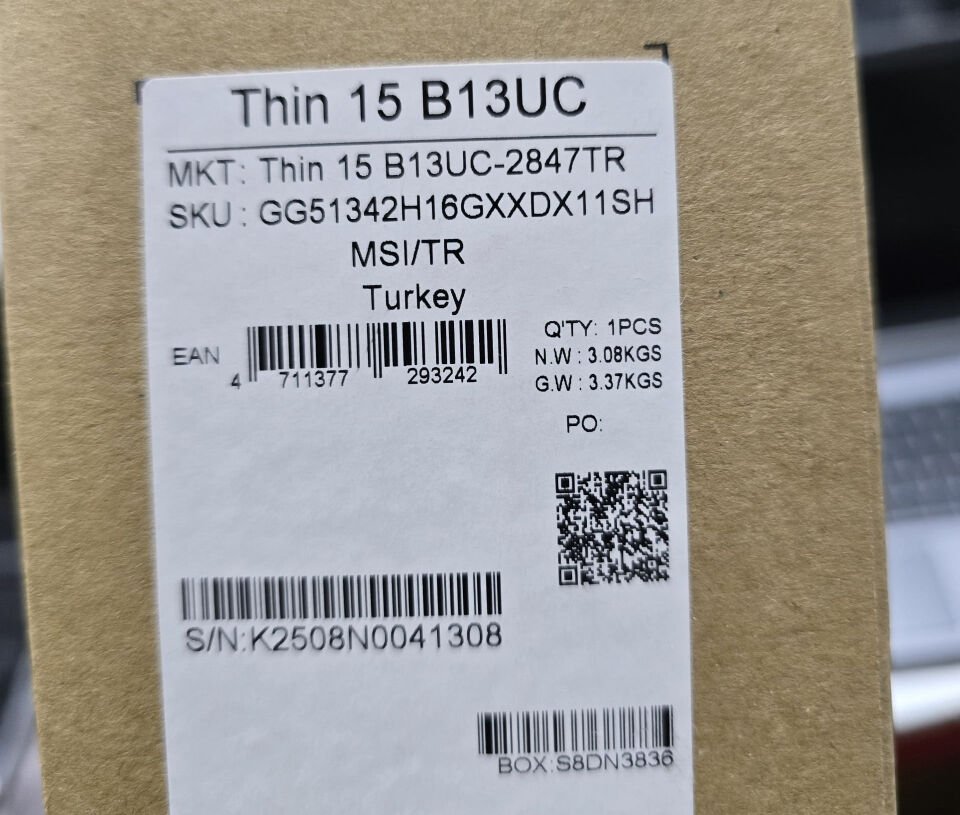 Thin 15 B13UC
MKT: Thin 15 B13UC-2847TR
SKU : GG51342H16GXXDX11SH
MSI/TR
Turkey
EAN
4 711377 293242
Q'TY: 1PCS
N.W : 3.08KGS
G.W : 3.37KGS
PO:
S/N:K2508N0041308
BOX:S8DN3836